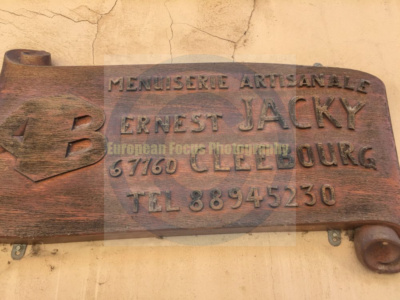 MENUISERIE ARTISANALE
B
ERNEST JACKY
European Focus Photography
67160 CLEEBOURG
TEL 88945230